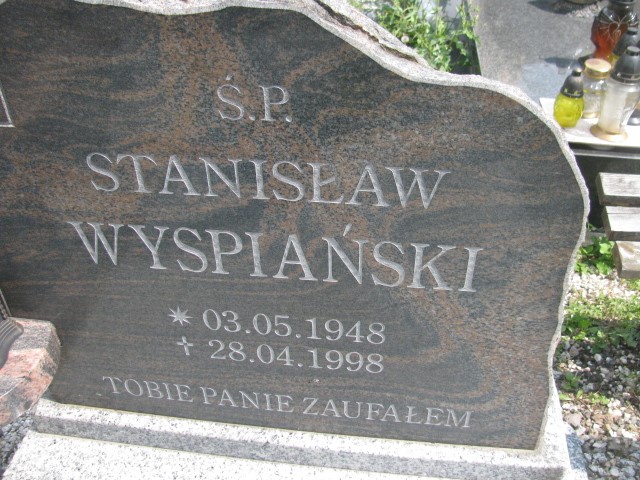 Ś.P.
STANISŁAW
WYSPIAŃSKI
* 03.05.1948
✝ 28.04.1998
TOBIE PANIE ZAUFAŁEM